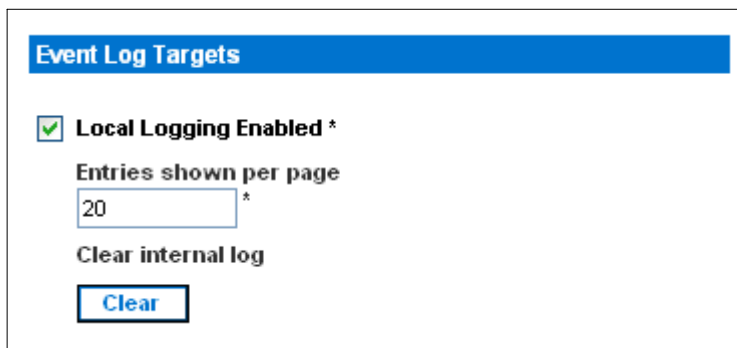 Event Log Targets
Local Logging Enabled *
Entries shown per page
20 *
Clear internal log
Clear